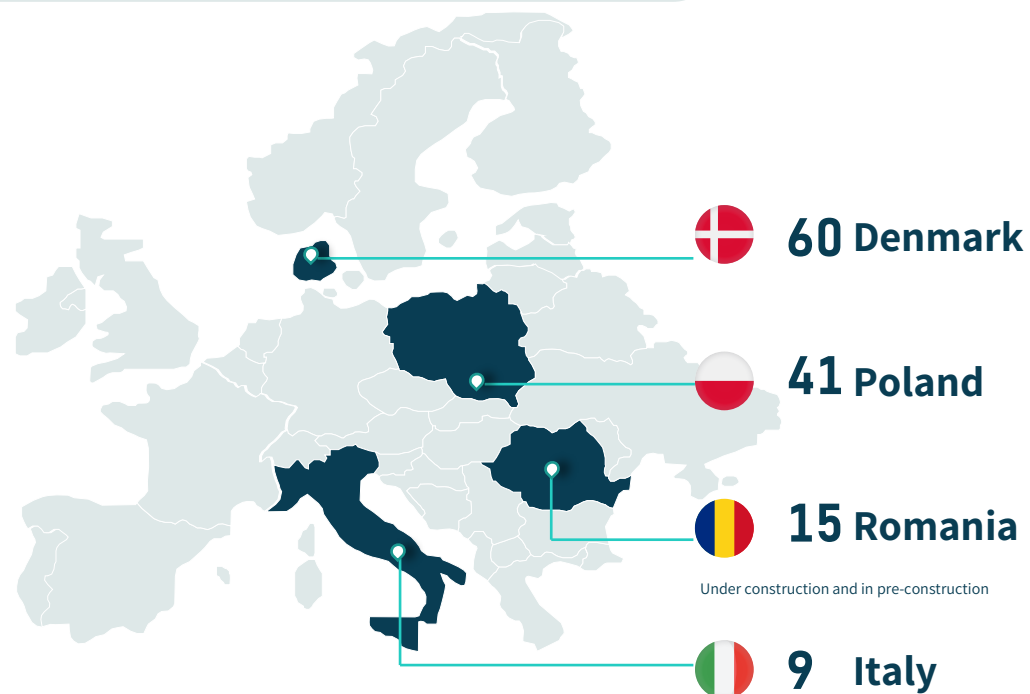 60 Denmark
41 Poland
15 Romania
Under construction and in pre-construction
9 Italy